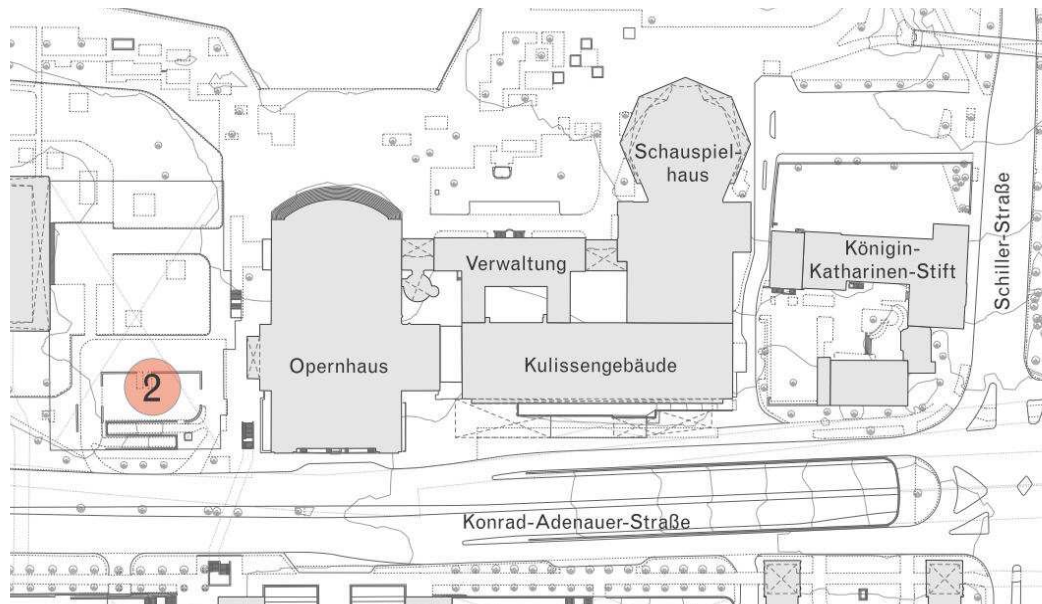 Schauspiel-
haus
Schiller-Straße
Königin-
Katharinen-Stift
Verwaltung
Opernhaus
Kulissengebäude
2
Konrad-Adenauer-Straße